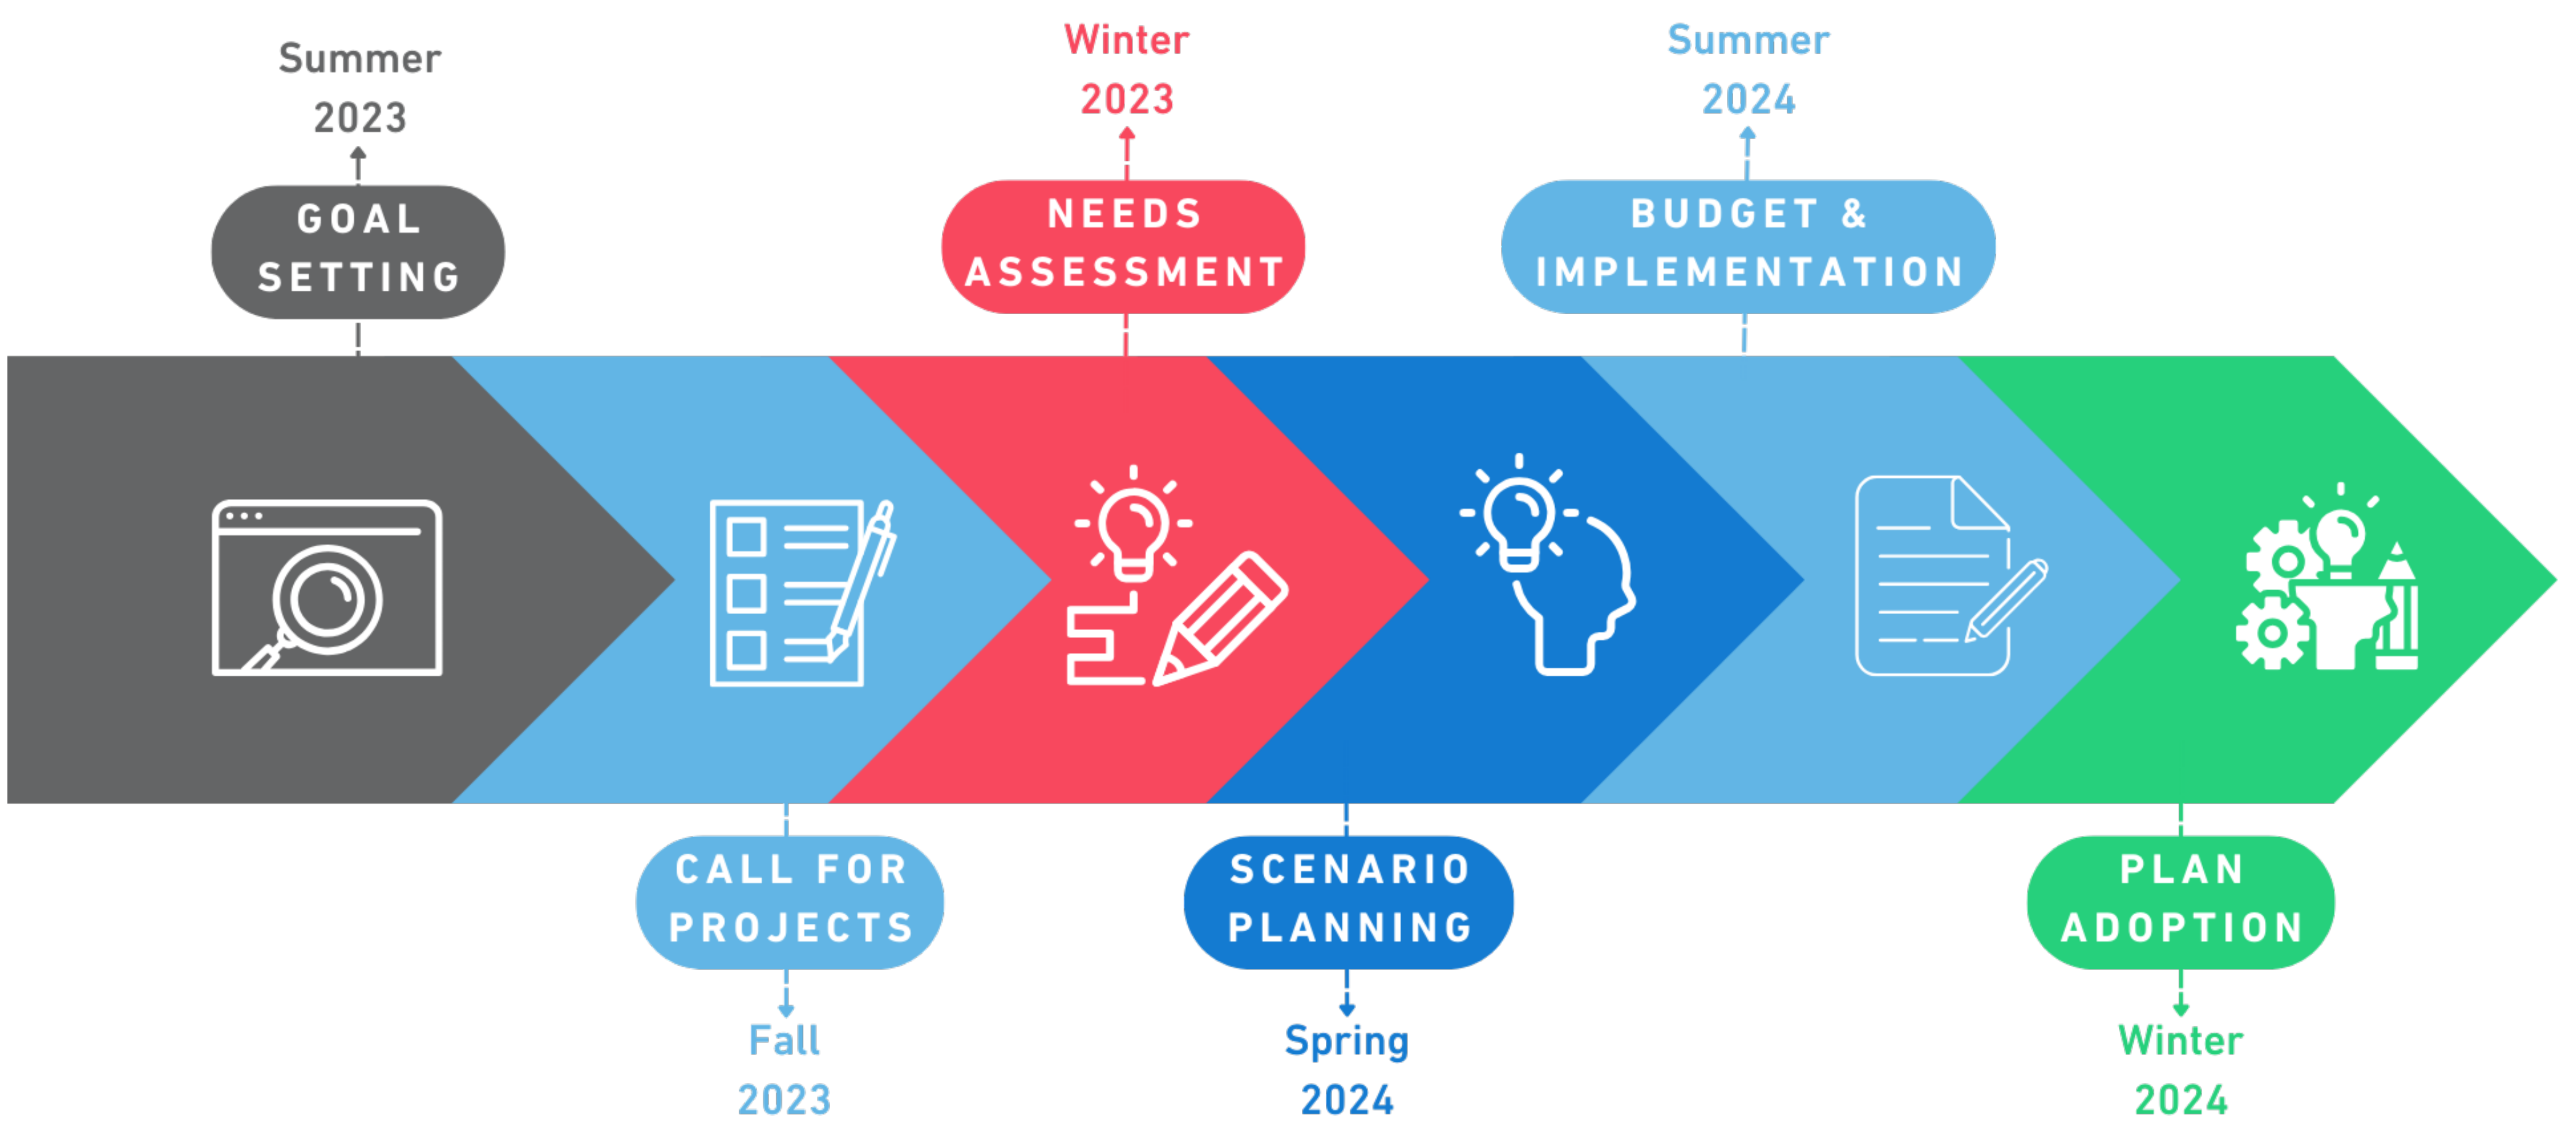 Summer
2023
GOAL
SETTING
Winter
2023
NEEDS
ASSESSMENT
Summer
2024
BUDGET &
IMPLEMENTATION
CALL FOR
PROJECTS
Fall
2023
SCENARIO
PLANNING
Spring
2024
PLAN
ADOPTION
Winter
2024